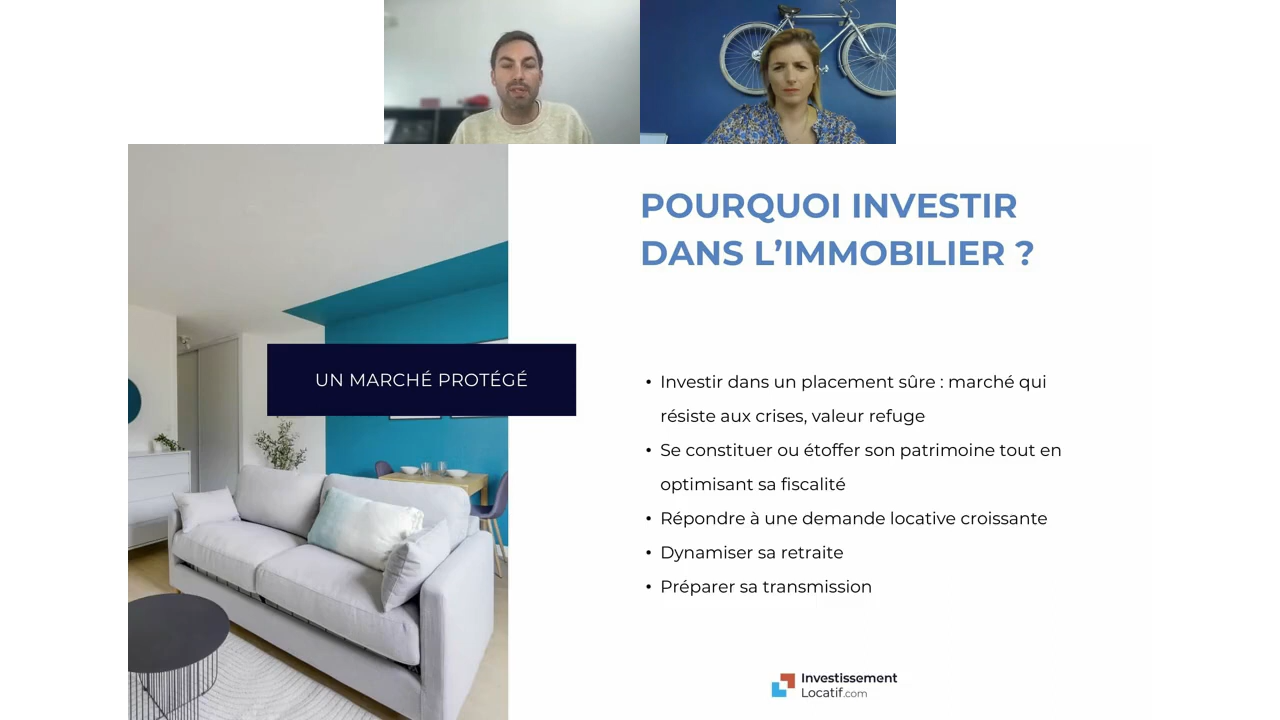 POURQUOI INVESTIR
DANS L’IMMOBILIER ?
UN MARCHÉ PROTÉGÉ
• Investir dans un placement sûre : marché qui
résiste aux crises, valeur refuge
• Se constituer ou étoffer son patrimoine tout en
optimisant sa fiscalité
• Répondre à une demande locative croissante
• Dynamiser sa retraite
• Préparer sa transmission
Investissement
Locatif.com